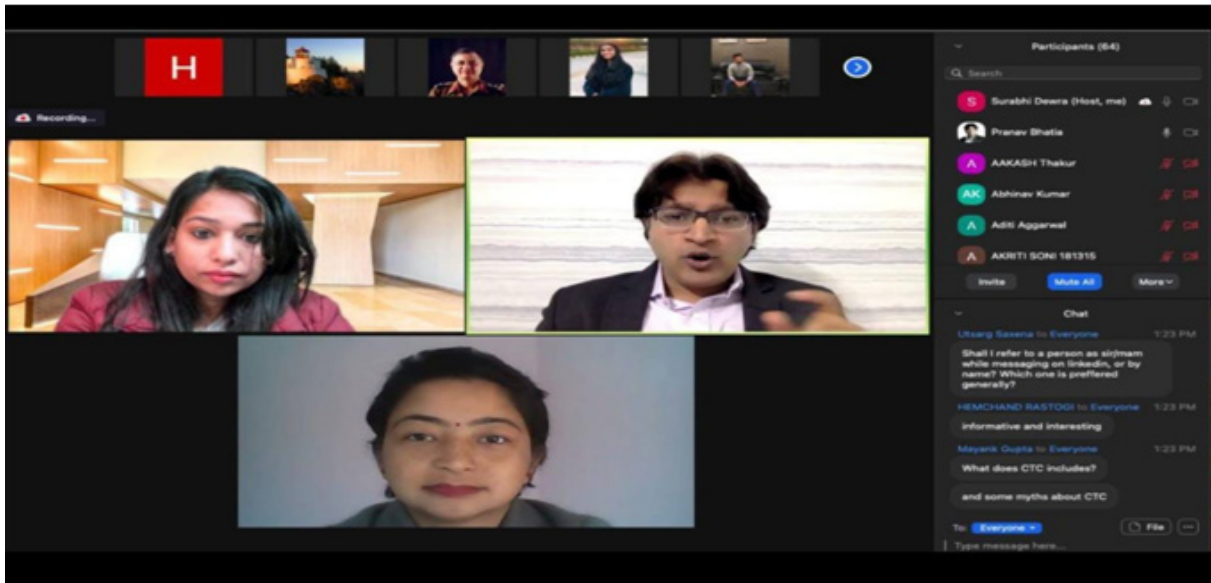 H
Recording...
Participants (64)
Search
S Surabhi Dewra (Host, me)
Pranav Bhatia
A AAKASH Thakur
AK Abhinav Kumar
A Aditi Aggarwal
A AKRITI SONI 181315
Invite Mute All More
Chat
Utsarg Saxena to Everyone 1:23 PM
Shall I refer to a person as sir/mam
while messaging on linkedin, or by
name? Which one is preffered
generally?
HEMCHAND RASTOGI to Everyone 1:23 PM
informative and interesting
Mayank Gupta to Everyone 1:23 PM
What does CTC includes?
and some myths about CTC
To: Everyone File
Type message here...